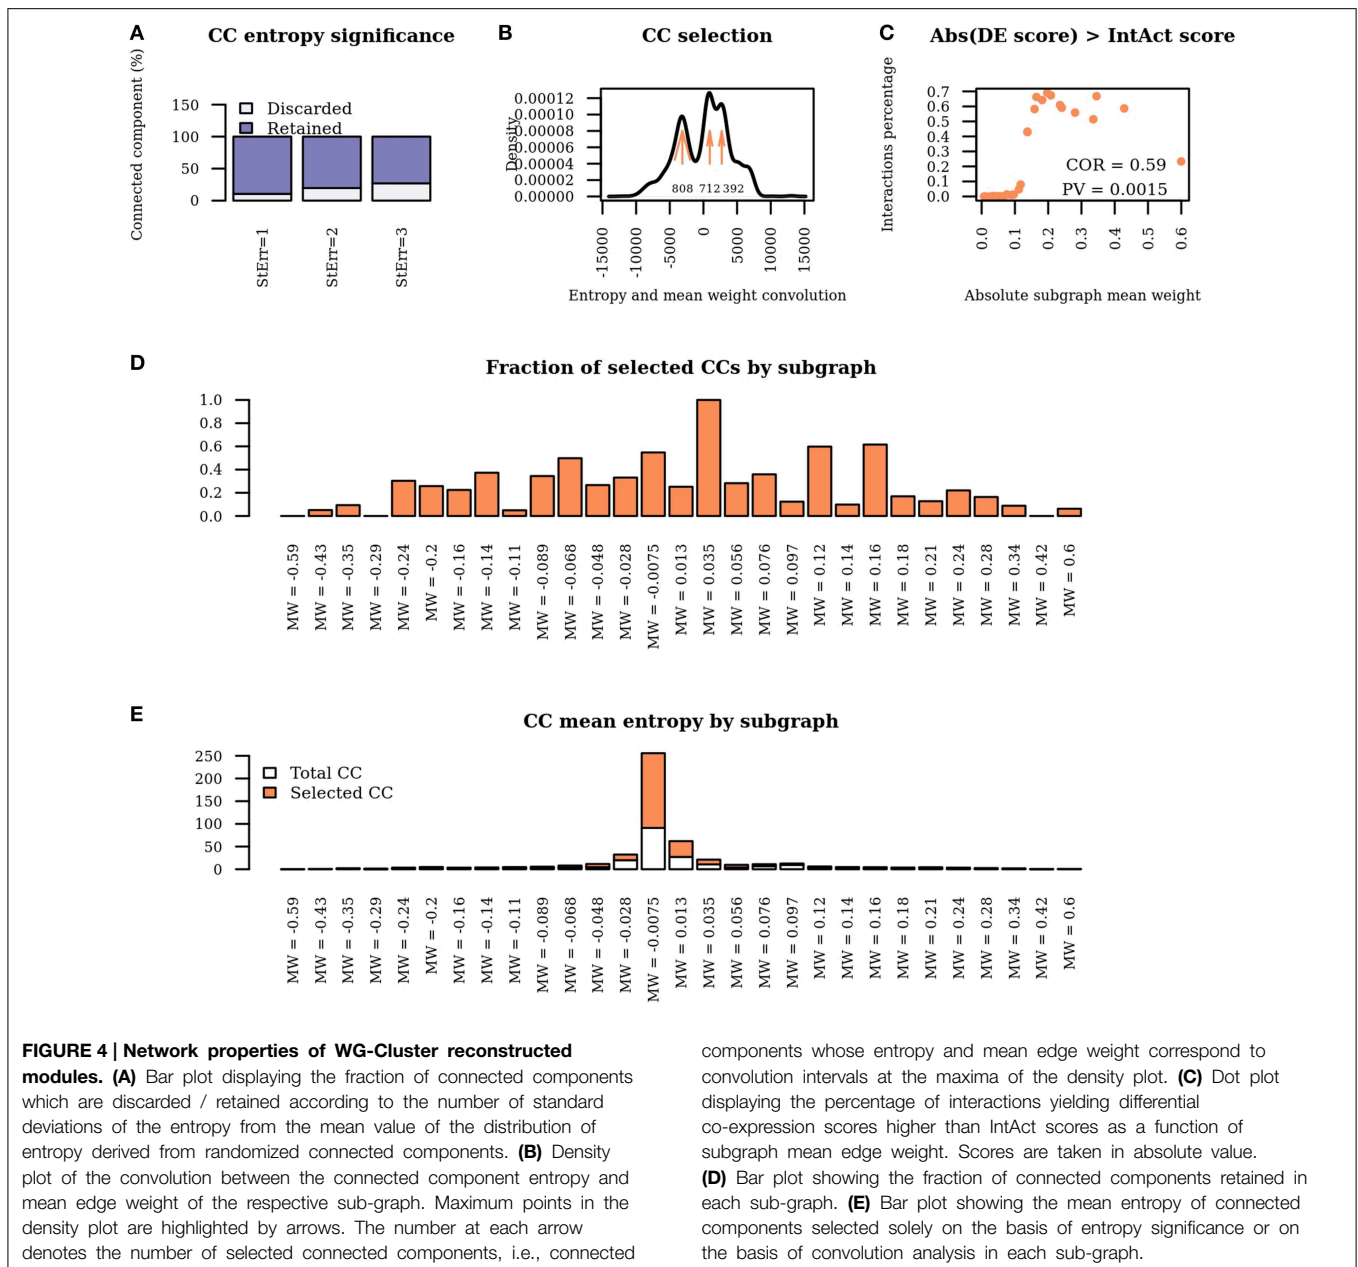 A
CC entropy significance
Connected component (%)
150
100
50
0
Discarded
Retained
StErr=1
StErr=2
StErr=3
B
CC selection
Density
0.00012
0.00010
0.00008
0.00006
0.00004
0.00002
0.00000
808
712
392
-15000
-10000
-5000
0
5000
10000
15000
Entropy and mean weight convolution
C
Abs(DE score) > IntAct score
Interactions percentage
0.7
0.6
0.5
0.4
0.3
0.2
0.1
0.0
COR = 0.59
PV = 0.0015
0.0
0.1
0.2
0.3
0.4
0.5
0.6
Absolute subgraph mean weight
D
Fraction of selected CCs by subgraph
1.0
0.8
0.6
0.4
0.2
0.0
MW = -0.59
MW = -0.43
MW = -0.35
MW = -0.29
MW = -0.24
MW = -0.2
MW = -0.16
MW = -0.14
MW = -0.11
MW = -0.089
MW = -0.068
MW = -0.048
MW = -0.028
MW = -0.0075
MW = 0.013
MW = 0.035
MW = 0.056
MW = 0.076
MW = 0.097
MW = 0.12
MW = 0.14
MW = 0.16
MW = 0.18
MW = 0.21
MW = 0.24
MW = 0.28
MW = 0.34
MW = 0.42
MW = 0.6
E
CC mean entropy by subgraph
250
200
150
100
50
0
Total CC
Selected CC
MW = -0.59
MW = -0.43
MW = -0.35
MW = -0.29
MW = -0.24
MW = -0.2
MW = -0.16
MW = -0.14
MW = -0.11
MW = -0.089
MW = -0.068
MW = -0.048
MW = -0.028
MW = -0.0075
MW = 0.013
MW = 0.035
MW = 0.056
MW = 0.076
MW = 0.097
MW = 0.12
MW = 0.14
MW = 0.16
MW = 0.18
MW = 0.21
MW = 0.24
MW = 0.28
MW = 0.34
MW = 0.42
MW = 0.6
FIGURE 4 | Network properties of WG-Cluster reconstructed
modules. (A) Bar plot displaying the fraction of connected components
which are discarded / retained according to the number of standard
deviations of the entropy from the mean value of the distribution of
entropy derived from randomized connected components. (B) Density
plot of the convolution between the connected component entropy and
mean edge weight of the respective sub-graph. Maximum points in the
density plot are highlighted by arrows. The number at each arrow
denotes the number of selected connected components, i.e., connected
components whose entropy and mean edge weight correspond to
convolution intervals at the maxima of the density plot. (C) Dot plot
displaying the percentage of interactions yielding differential
co-expression scores higher than IntAct scores as a function of
subgraph mean edge weight. Scores are taken in absolute value.
(D) Bar plot showing the fraction of connected components retained in
each sub-graph. (E) Bar plot showing the mean entropy of connected
components selected solely on the basis of entropy significance or on
the basis of convolution analysis in each sub-graph.